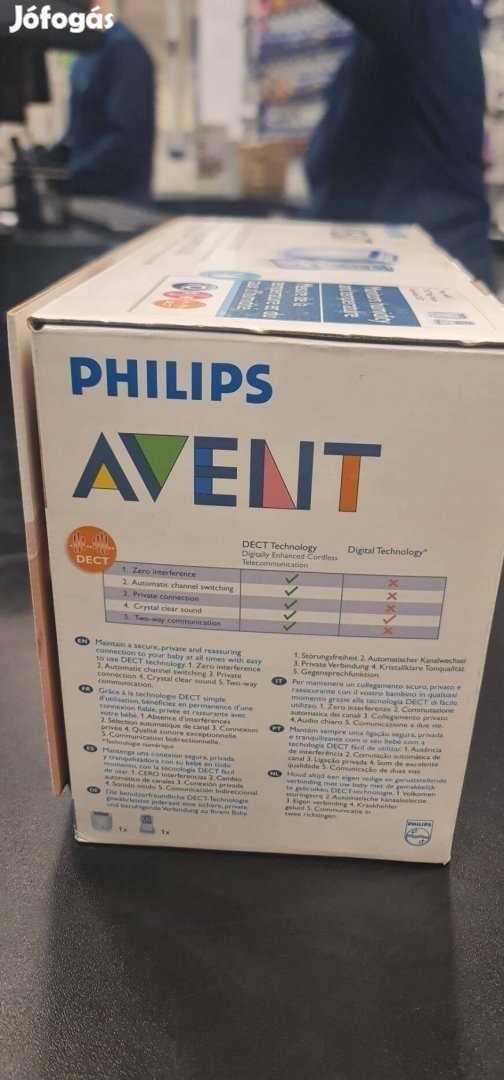 Jófogás
PHILIPS
AVENT
DECT
DECT Technology
Digitally Enhanced Cordless
Telecommunication
Digital Technology*
1. Zero interference
2. Automatic channel switching
3. Private connection
4. Crystal clear sound
5. Two-way communication
EN Maintain a secure, private and reassuring
connection to your baby at all times with easy
to use DECT technology 1. Zero interference
2. Automatic channel switching 3. Private
connection 4. Crystal clear sound 5. Two-way
communication.
FR Grâce à la technologie DECT simple
d'utilisation, bénéficiez en permanence d'une
connexion fiable, privée et rassurante avec
votre bébé. 1. Absence d'interférences
2. Sélection automatique de canal 3. Connexion
privée 4. Qualité sonore exceptionnelle
5. Communication bidirectionnelle.
*Technologie numérique
ES Mantenga una conexión segura, privada
y tranquilizadora con su bebé en todo
momento, con la tecnología DECT fácil
de usar. 1. CERO interferencias 2. Cambio
automático de canales 3. Conexión privada
4. Sonido nítido 5. Comunicación bidireccional.
DE Die benutzerfreundliche DECT-Technologie
gewährleistet jederzeit eine sichere, private
und beruhigende Verbindung zu Ihrem Baby.
1x
1x
1. Störungsfreiheit 2. Automatischer Kanalwechsel
3. Private Verbindung 4. Kristallklare Tonqualität
5. Gegensprechfunktion.
IT Per mantenere un collegamento sicuro, privato e
rassicurante con il vostro bambino in qualsiasi
momento grazie alla tecnologia DECT di facile
utilizzo. 1. Zero interferenze 2. Commutazione
automatica dei canali 3. Collegamento privato
4. Audio chiaro 5. Comunicazione a due vie.
PT Mantém sempre uma ligação segura, privada
e tranquilizante com o seu bebé com a
tecnologia DECT fácil de utilizar. 1. Ausência
de interferência 2. Comutação automática de
canal 3. Ligação privada 4. Som de excelente
qualidade 5. Comunicação de duas vias.
NL Houd altijd een eigen veilige en geruststellende
verbinding met uw baby met de gemakkelijk
te gebruiken DECT-technologie. 1. Volkomen
storingsvrij 2. Automatische kanaalselectie
3. Eigen verbinding 4. Kraakhelder
geluid 5. Communicatie in
twee richtingen.
PHILIPS